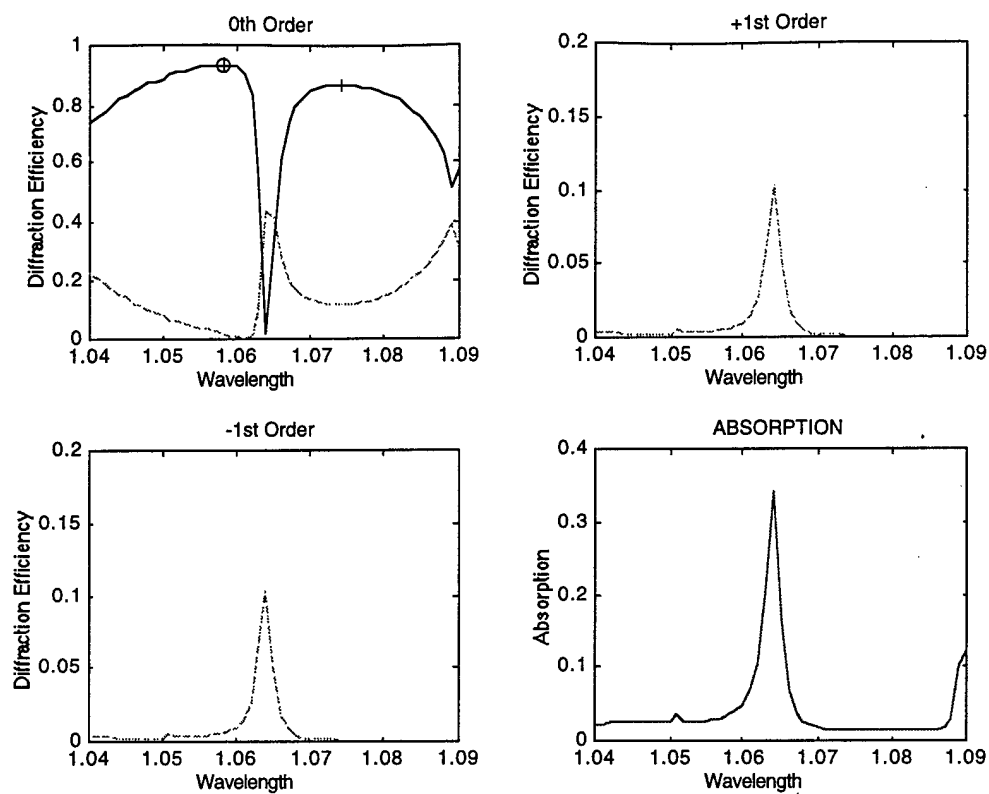 0th Order
Diffraction Efficiency
1
0.8
0.6
0.4
0.2
0
1.04 1.05 1.06 1.07 1.08 1.09
Wavelength
+1st Order
Diffraction Efficiency
0.2
0.15
0.1
0.05
0
1.04 1.05 1.06 1.07 1.08 1.09
Wavelength
-1st Order
Diffraction Efficiency
0.2
0.15
0.1
0.05
0
1.04 1.05 1.06 1.07 1.08 1.09
Wavelength
ABSORPTION
Absorption
0.4
0.3
0.2
0.1
0
1.04 1.05 1.06 1.07 1.08 1.09
Wavelength